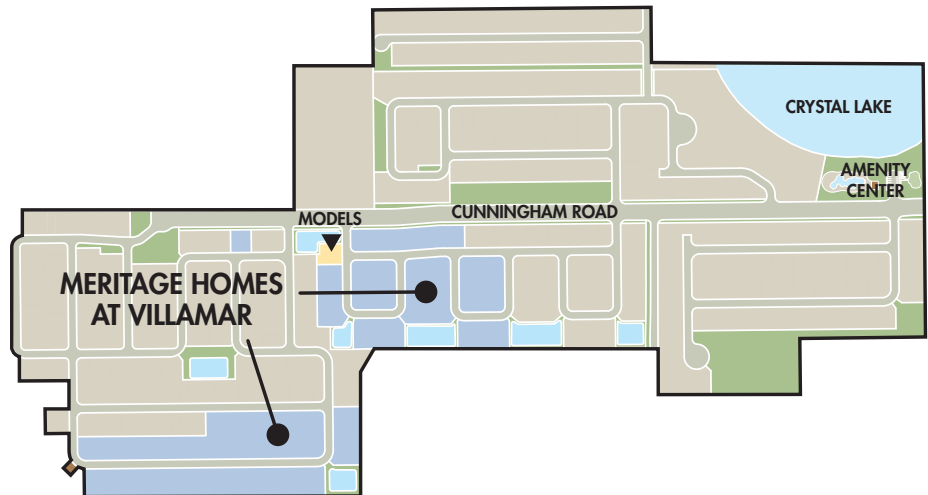 CRYSTAL LAKE
AMENITY
CENTER
MODELS
CUNNINGHAM ROAD
MERITAGE HOMES
AT VILLAMAR